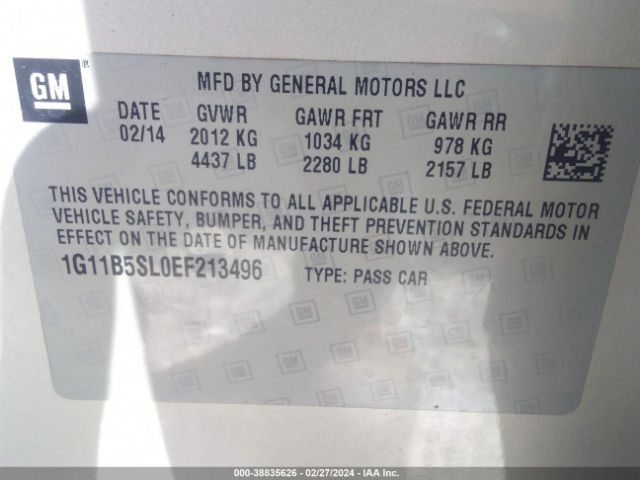 GM ®
MFD BY GENERAL MOTORS LLC
DATE GVWR GAWR FRT GAWR RR
02/14 2012 KG 1034 KG 978 KG
4437 LB 2280 LB 2157 LB
THIS VEHICLE CONFORMS TO ALL APPLICABLE U.S. FEDERAL MOTOR
VEHICLE SAFETY, BUMPER, AND THEFT PREVENTION STANDARDS
IN EFFECT ON THE DATE OF MANUFACTURE SHOWN ABOVE.
1G11B5SL0EF213496 TYPE: PASS CAR
000-38835626 - 02/27/2024 - IAA Inc.